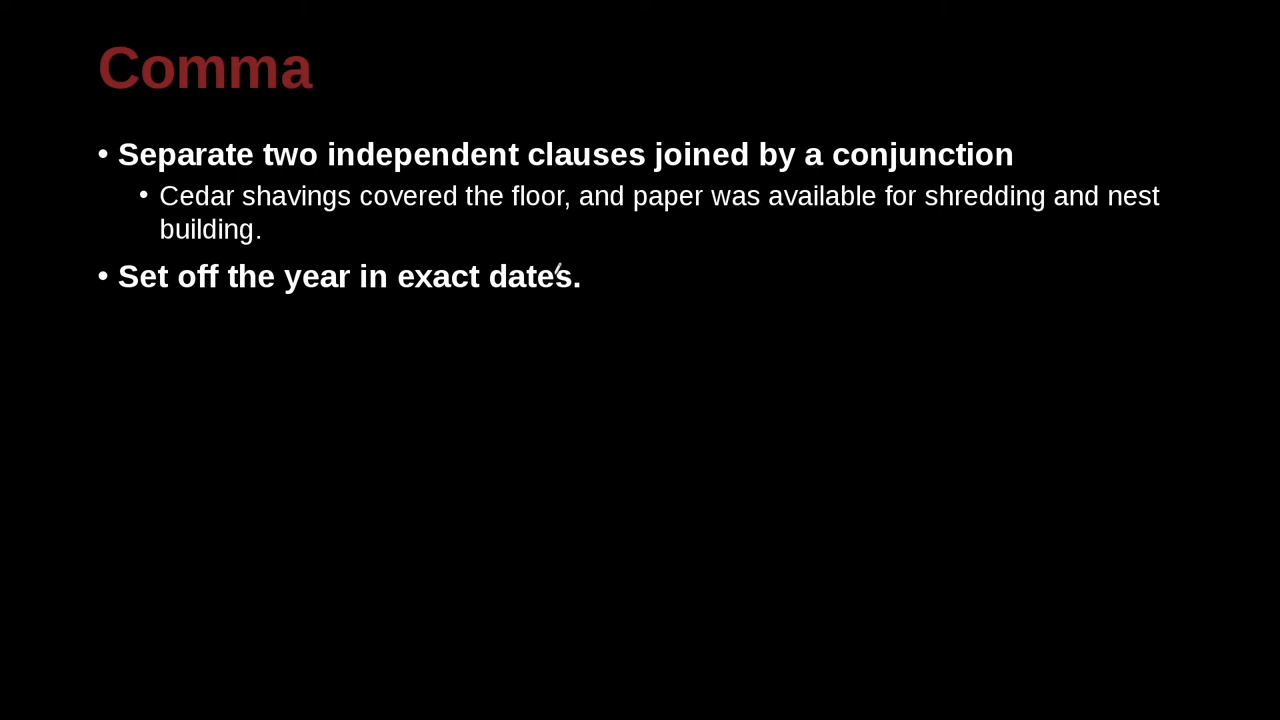 Comma
• Separate two independent clauses joined by a conjunction
• Cedar shavings covered the floor, and paper was available for shredding and nest
building.
• Set off the year in exact dates.